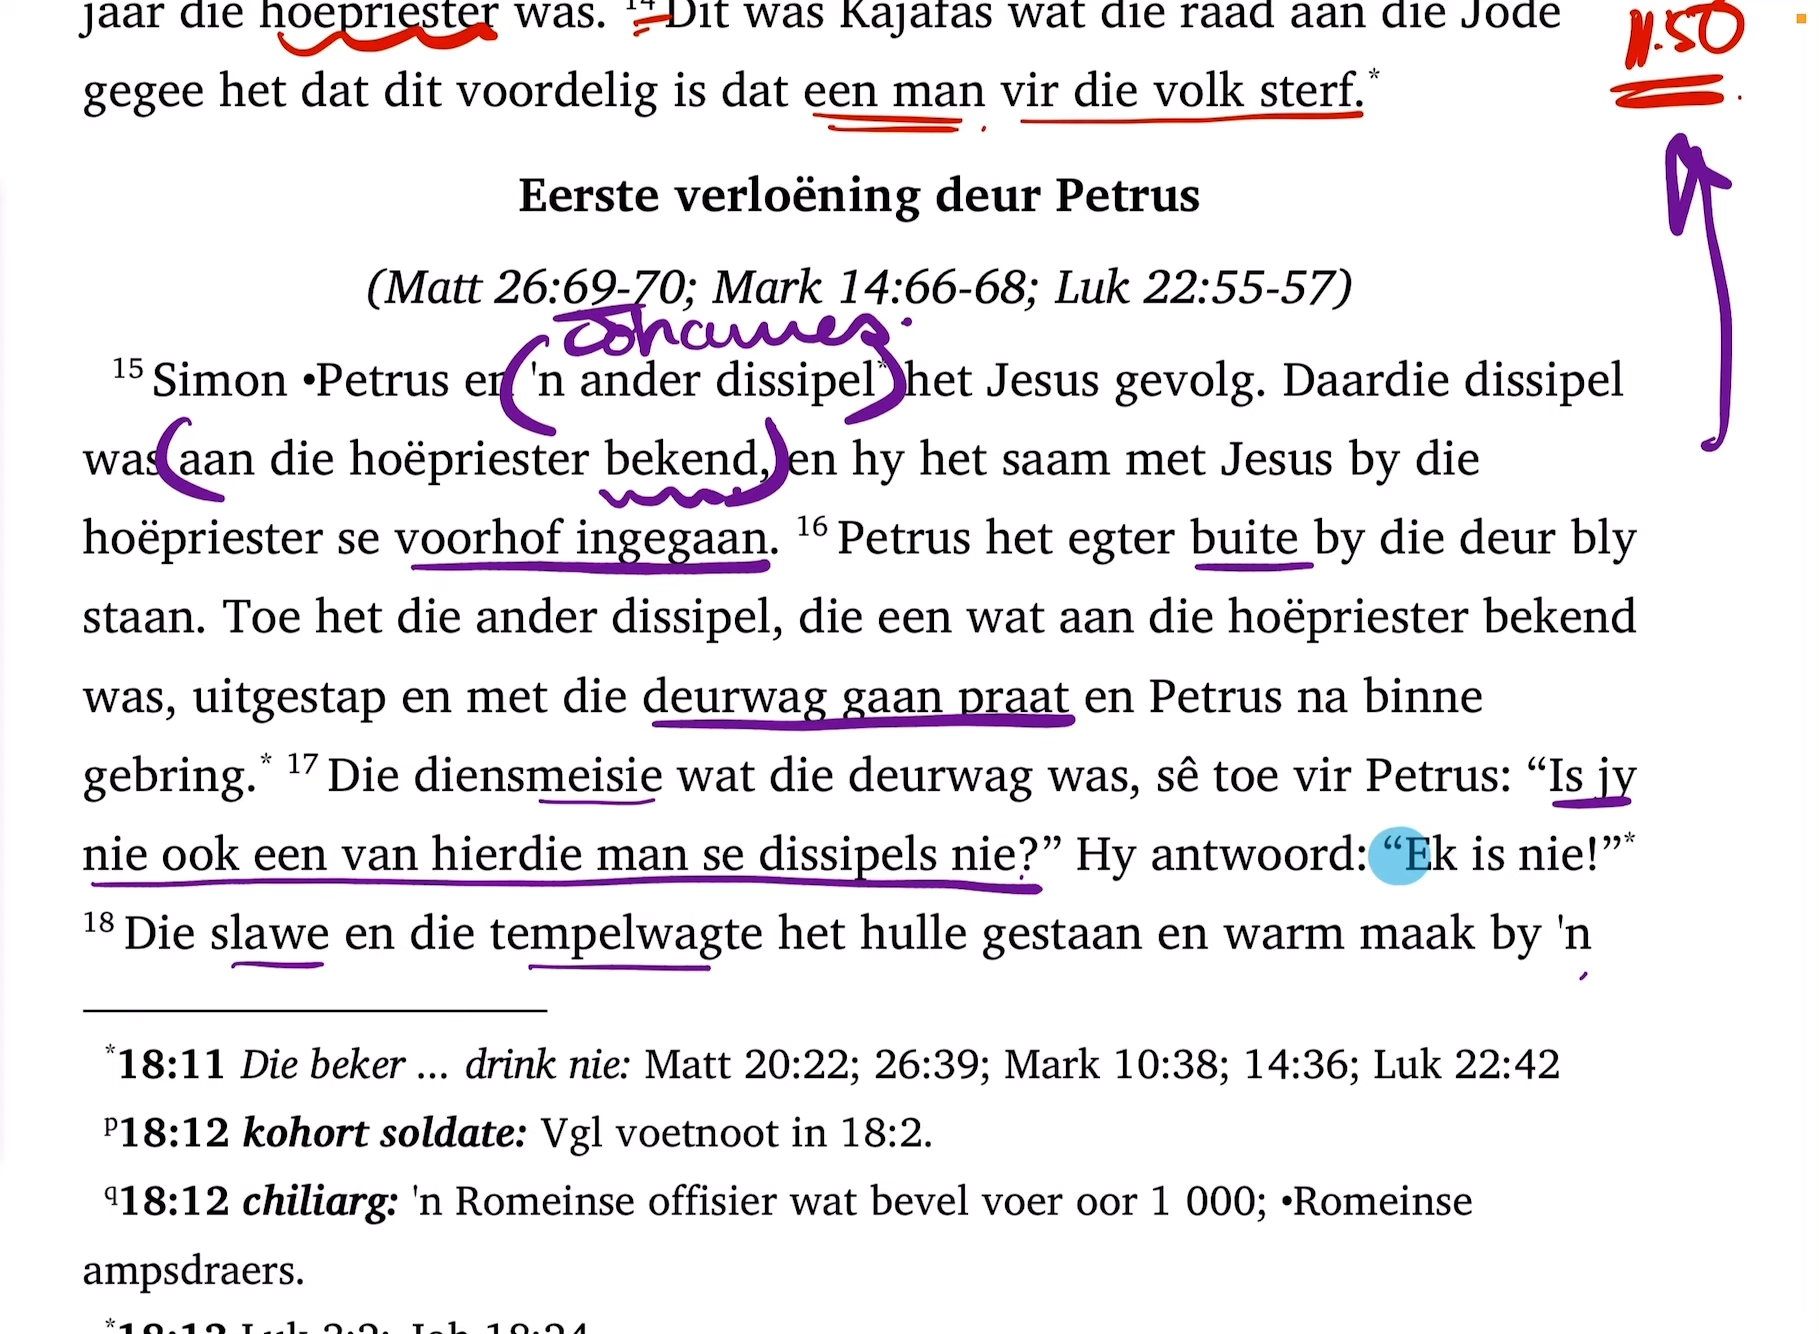 jaar die hoëpriester was. 14 Dit was Kajafas wat die raad aan die Jode
11.50
gegee het dat dit voordelig is dat een man vir die volk sterf.*
Eerste verloëning deur Petrus
(Matt 26:69-70; Mark 14:66-68; Luk 22:55-57)
Johannes.
15 Simon •Petrus en ('n ander dissipel*) het Jesus gevolg. Daardie dissipel
was (aan die hoëpriester bekend,) en hy het saam met Jesus by die
hoëpriester se voorhof ingegaan. 16 Petrus het egter buite by die deur bly
staan. Toe het die ander dissipel, die een wat aan die hoëpriester bekend
was, uitgestap en met die deurwag gaan praat en Petrus na binne
gebring.* 17 Die diensmeisie wat die deurwag was, sê toe vir Petrus: “Is jy
nie ook een van hierdie man se dissipels nie?” Hy antwoord: “Ek is nie!”*
18 Die slawe en die tempelwagte het hulle gestaan en warm maak by 'n
*18:11 Die beker ... drink nie: Matt 20:22; 26:39; Mark 10:38; 14:36; Luk 22:42
p18:12 kohort soldate: Vgl voetnoot in 18:2.
q18:12 chiliarg: 'n Romeinse offisier wat bevel voer oor 1 000; •Romeinse
ampsdraers.
*18:13 Luk 3:2; Joh 18:24